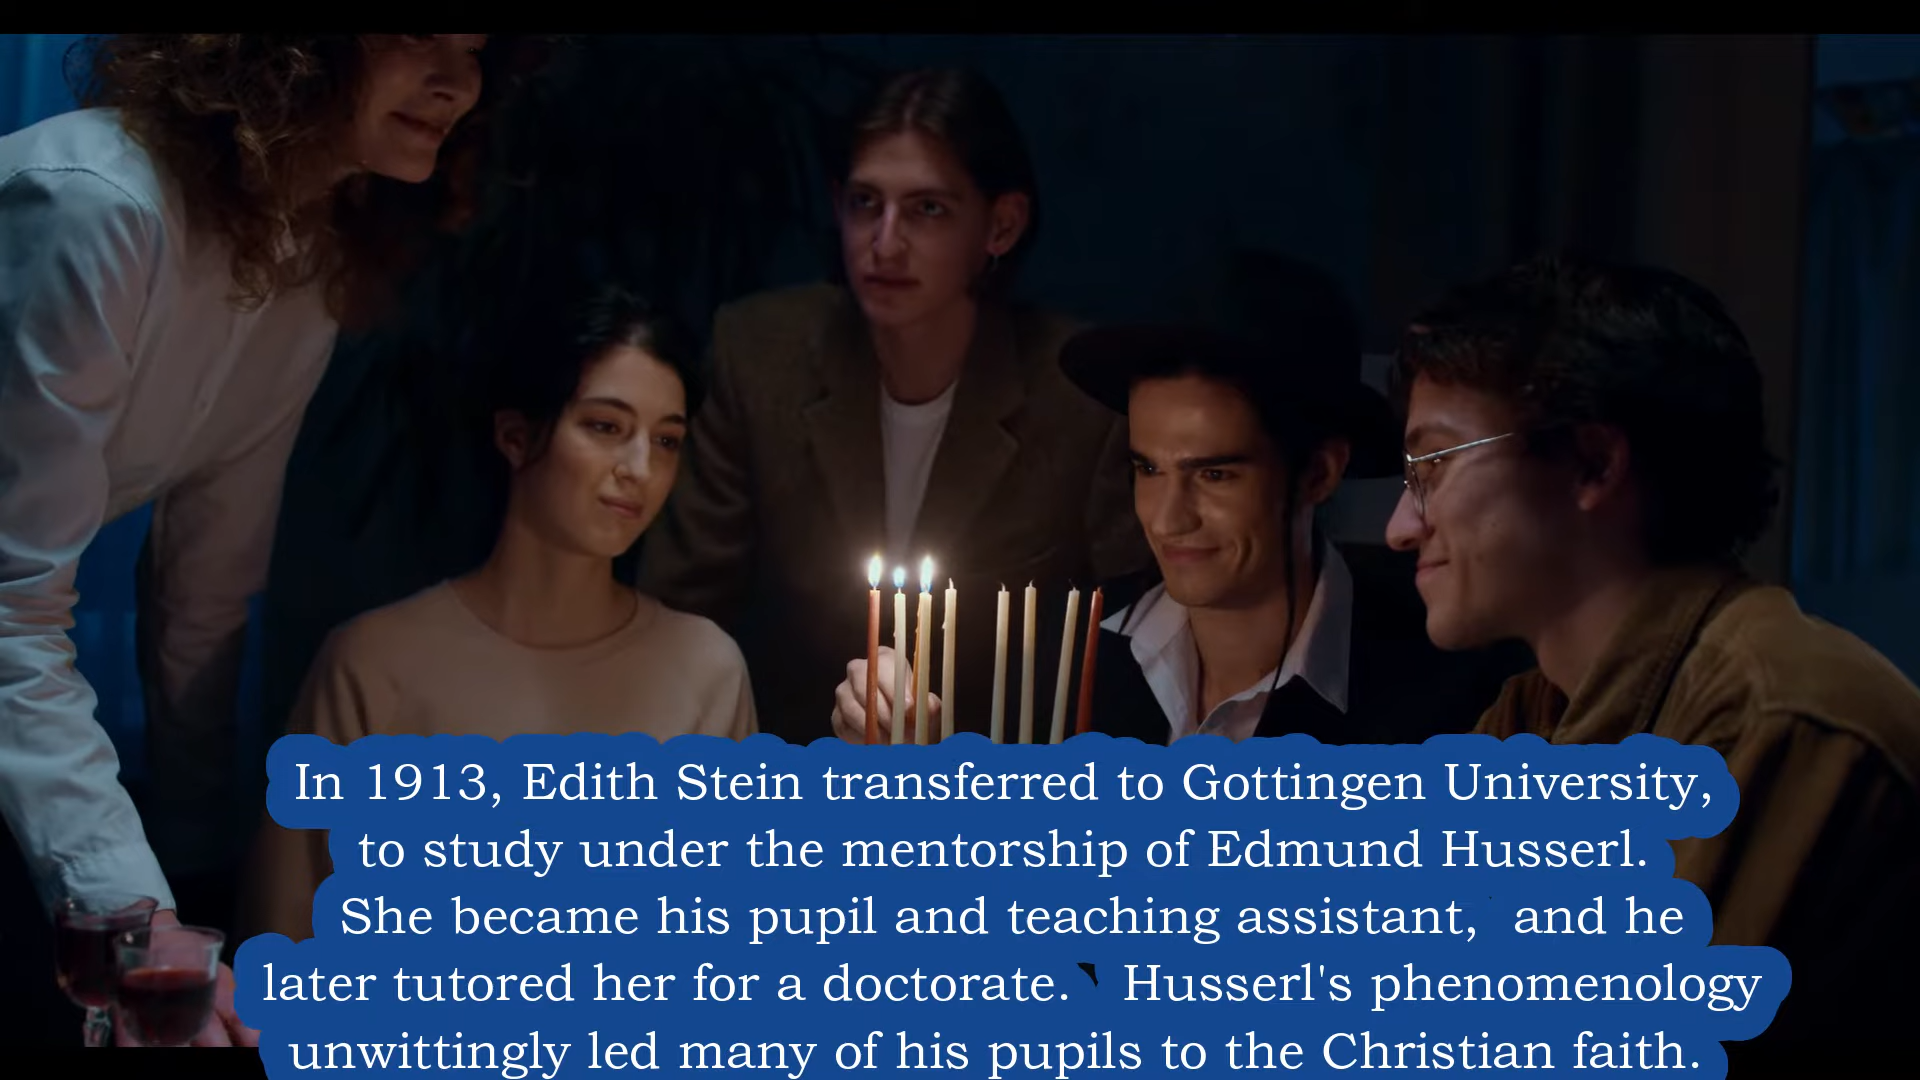 In 1913, Edith Stein transferred to Gottingen University,
to study under the mentorship of Edmund Husserl.
She became his pupil and teaching assistant, and he
later tutored her for a doctorate. Husserl's phenomenology
unwittingly led many of his pupils to the Christian faith.